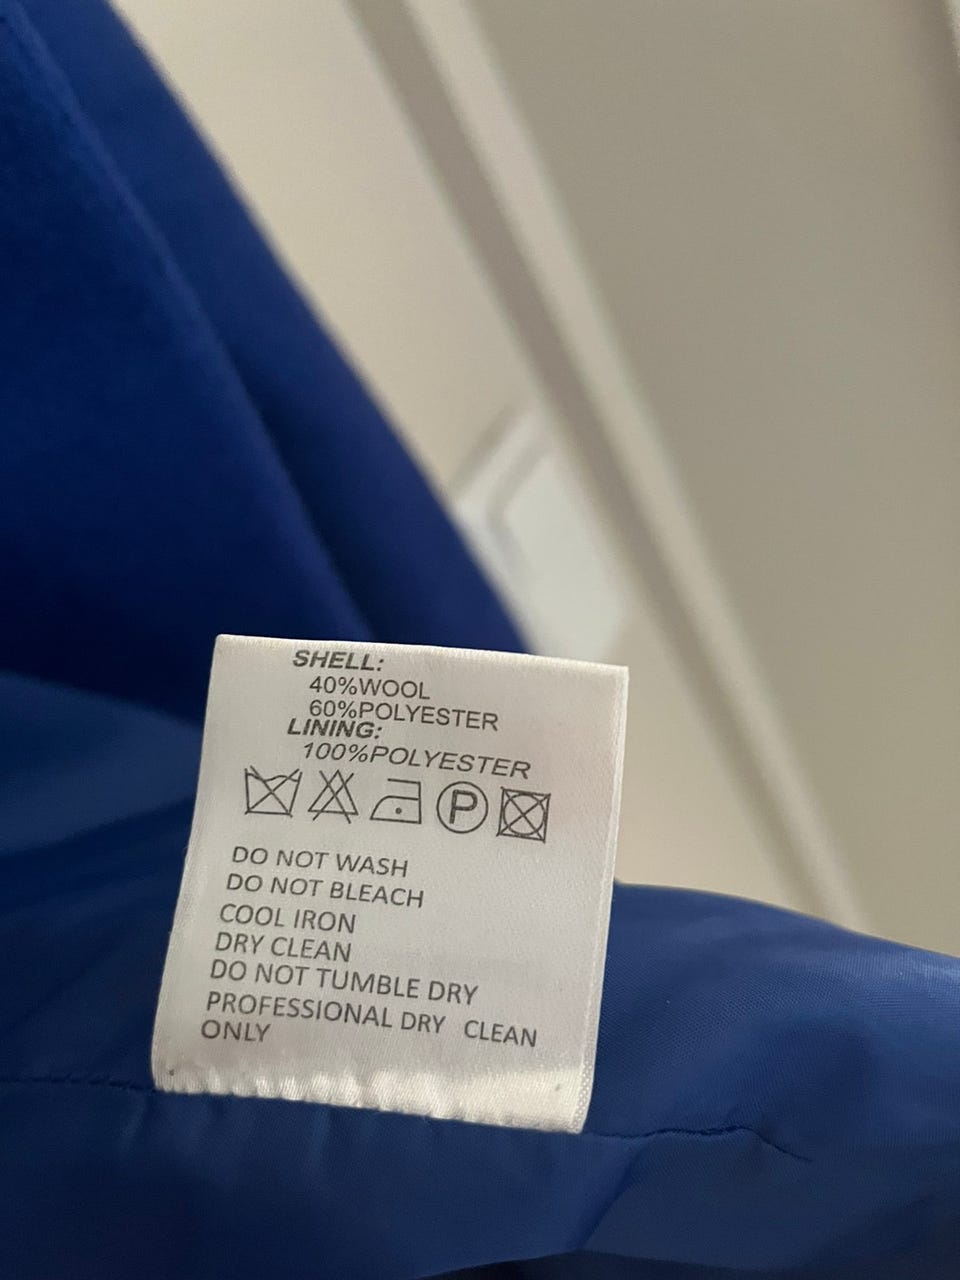 SHELL:
40%WOOL
60%POLYESTER
LINING:
100%POLYESTER
P
DO NOT WASH
DO NOT BLEACH
COOL IRON
DRY CLEAN
DO NOT TUMBLE DRY
PROFESSIONAL DRY CLEAN
ONLY